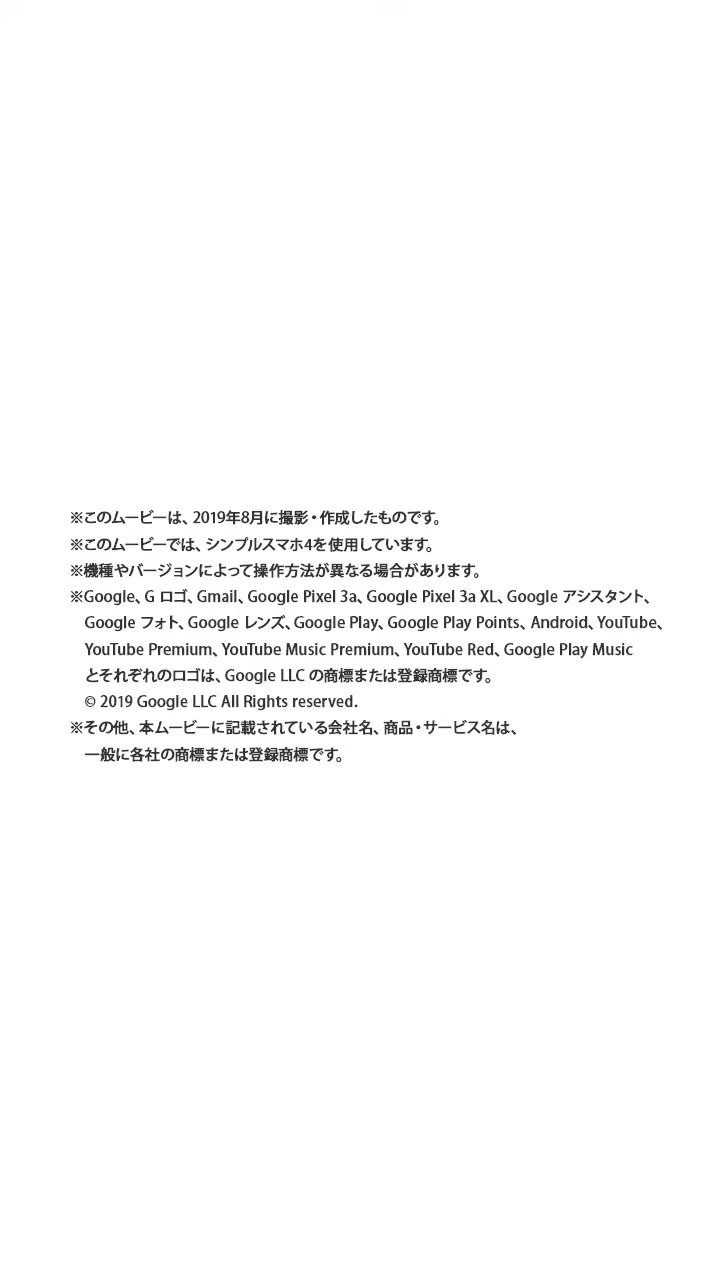 ※このムービーは、2019年8月に撮影・作成したものです。
※このムービーでは、シンプルスマホ4を使用しています。
※機種やバージョンによって操作方法が異なる場合があります。
※Google、G ロゴ、Gmail、Google Pixel 3a、Google Pixel 3a XL、Google アシスタント、
Google フォト、Google レンズ、Google Play、Google Play Points、Android、YouTube、
YouTube Premium、YouTube Music Premium、YouTube Red、Google Play Music
とそれぞれのロゴは、Google LLC の商標または登録商標です。
© 2019 Google LLC All Rights reserved.
※その他、本ムービーに記載されている会社名、商品・サービス名は、
一般に各社の商標または登録商標です。